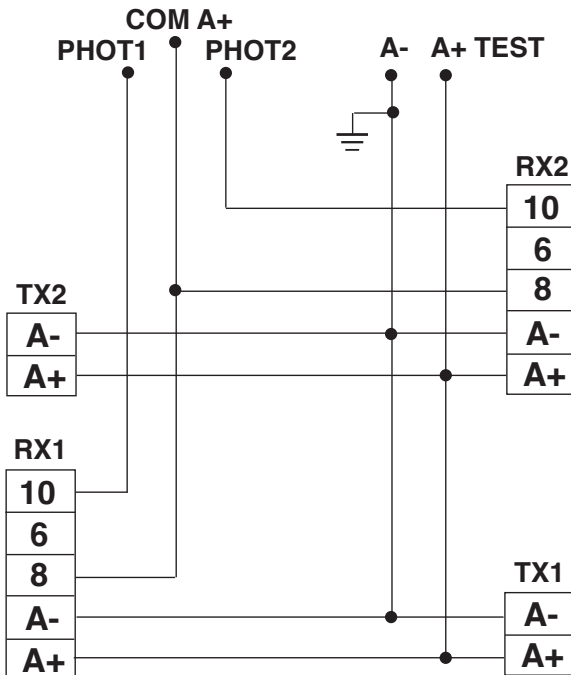 COM A+
PHOT1
PHOT2
A-
A+ TEST
RX2
10
6
8
A-
A+
TX2
A-
A+
RX1
10
6
8
A-
A+
TX1
A-
A+